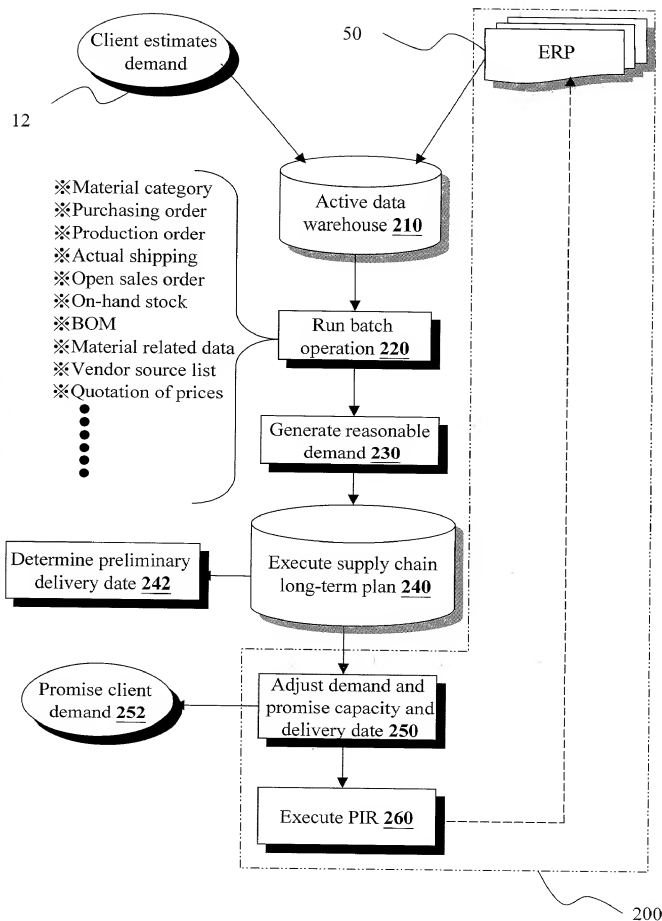 Client estimates
demand
12
50
ERP
Active data
warehouse 210
※Material category
※Purchasing order
※Production order
※Actual shipping
※Open sales order
※On-hand stock
※BOM
※Material related data
※Vendor source list
※Quotation of prices
Run batch
operation 220
Generate reasonable
demand 230
Execute supply chain
long-term plan 240
Determine preliminary
delivery date 242
Adjust demand and
promise capacity and
delivery date 250
Promise client
demand 252
Execute PIR 260
200